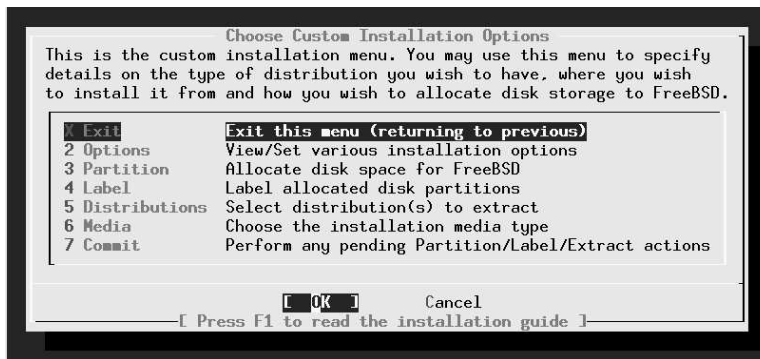 Choose Custom Installation Options
This is the custom installation menu. You may use this menu to specify
details on the type of distribution you wish to have, where you wish
to install it from and how you wish to allocate disk storage to FreeBSD.
X Exit Exit this menu (returning to previous)
2 Options View/Set various installation options
3 Partition Allocate disk space for FreeBSD
4 Label Label allocated disk partitions
5 Distributions Select distribution(s) to extract
6 Media Choose the installation media type
7 Commit Perform any pending Partition/Label/Extract actions
[ OK ] Cancel
[ Press F1 to read the installation guide ]